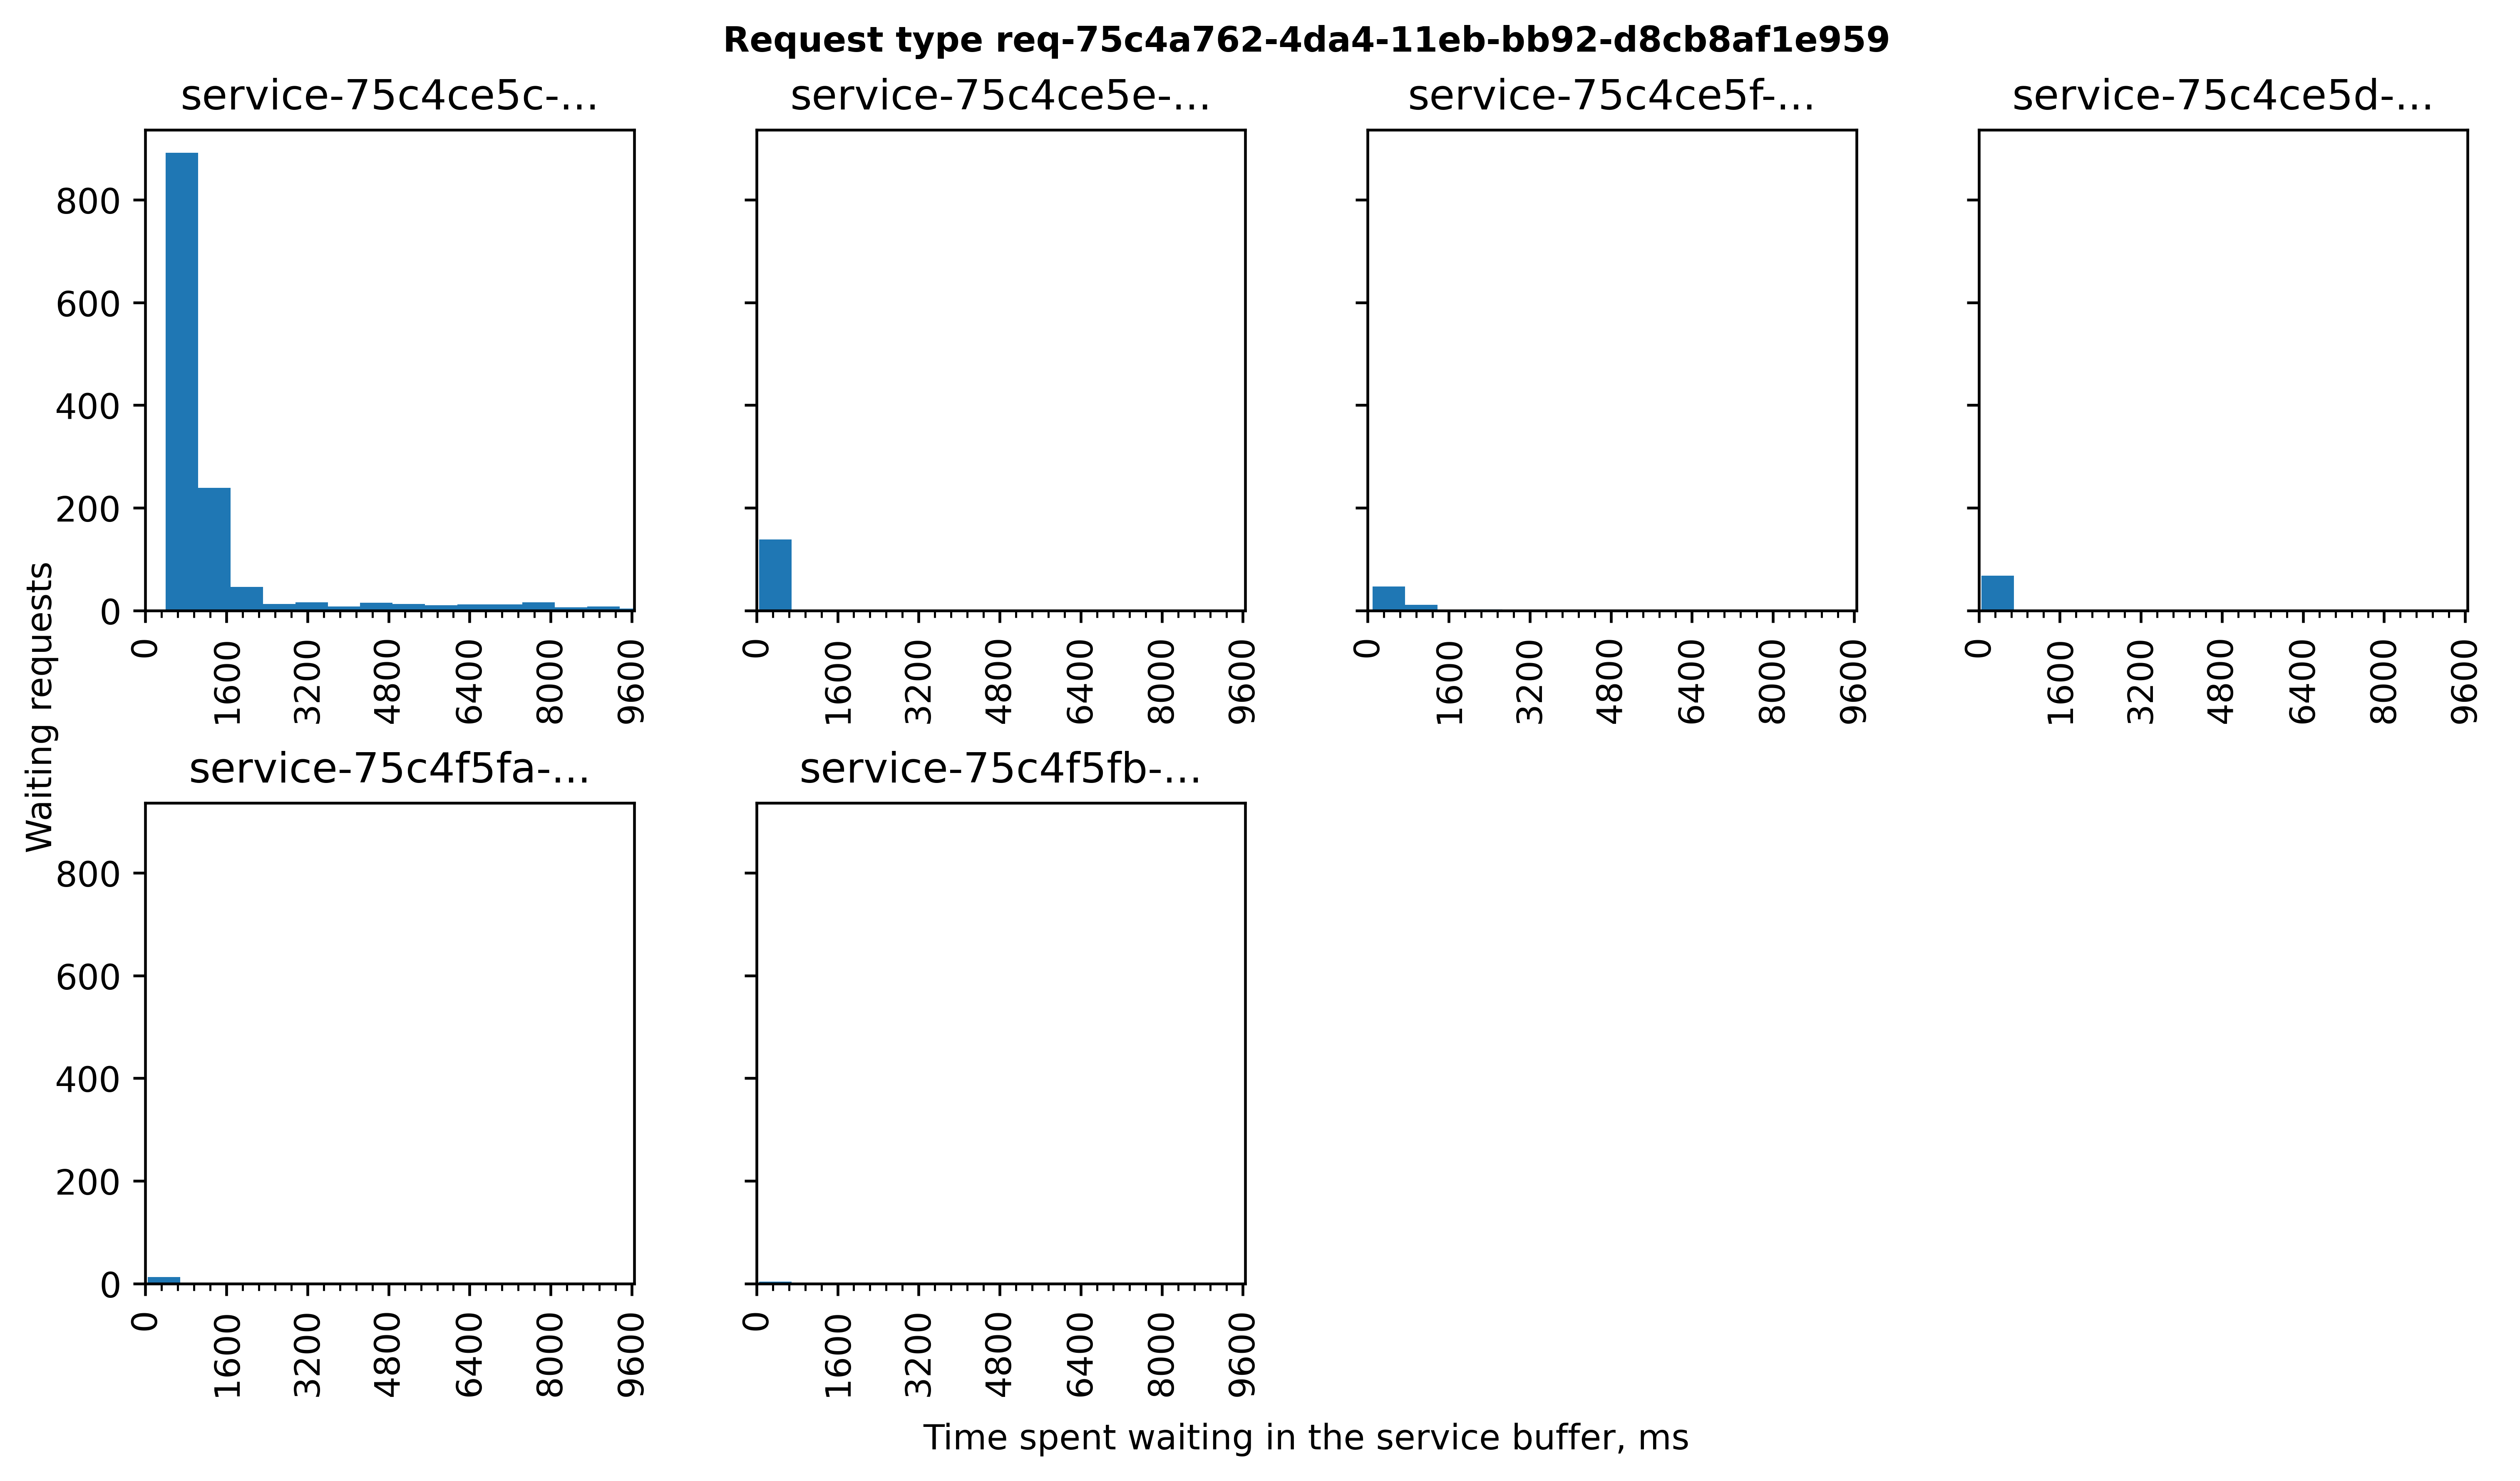 Request type req-75c4a762-4da4-11eb-bb92-d8cb8af1e959
service-75c4ce5c-...
service-75c4ce5e-...
service-75c4ce5f-...
service-75c4ce5d-...
800
600
400
200
0
0 1600 3200 4800 6400 8000 9600
0 1600 3200 4800 6400 8000 9600
0 1600 3200 4800 6400 8000 9600
0 1600 3200 4800 6400 8000 9600
Waiting requests
service-75c4f5fa-...
service-75c4f5fb-...
800
600
400
200
0
0 1600 3200 4800 6400 8000 9600
0 1600 3200 4800 6400 8000 9600
Time spent waiting in the service buffer, ms